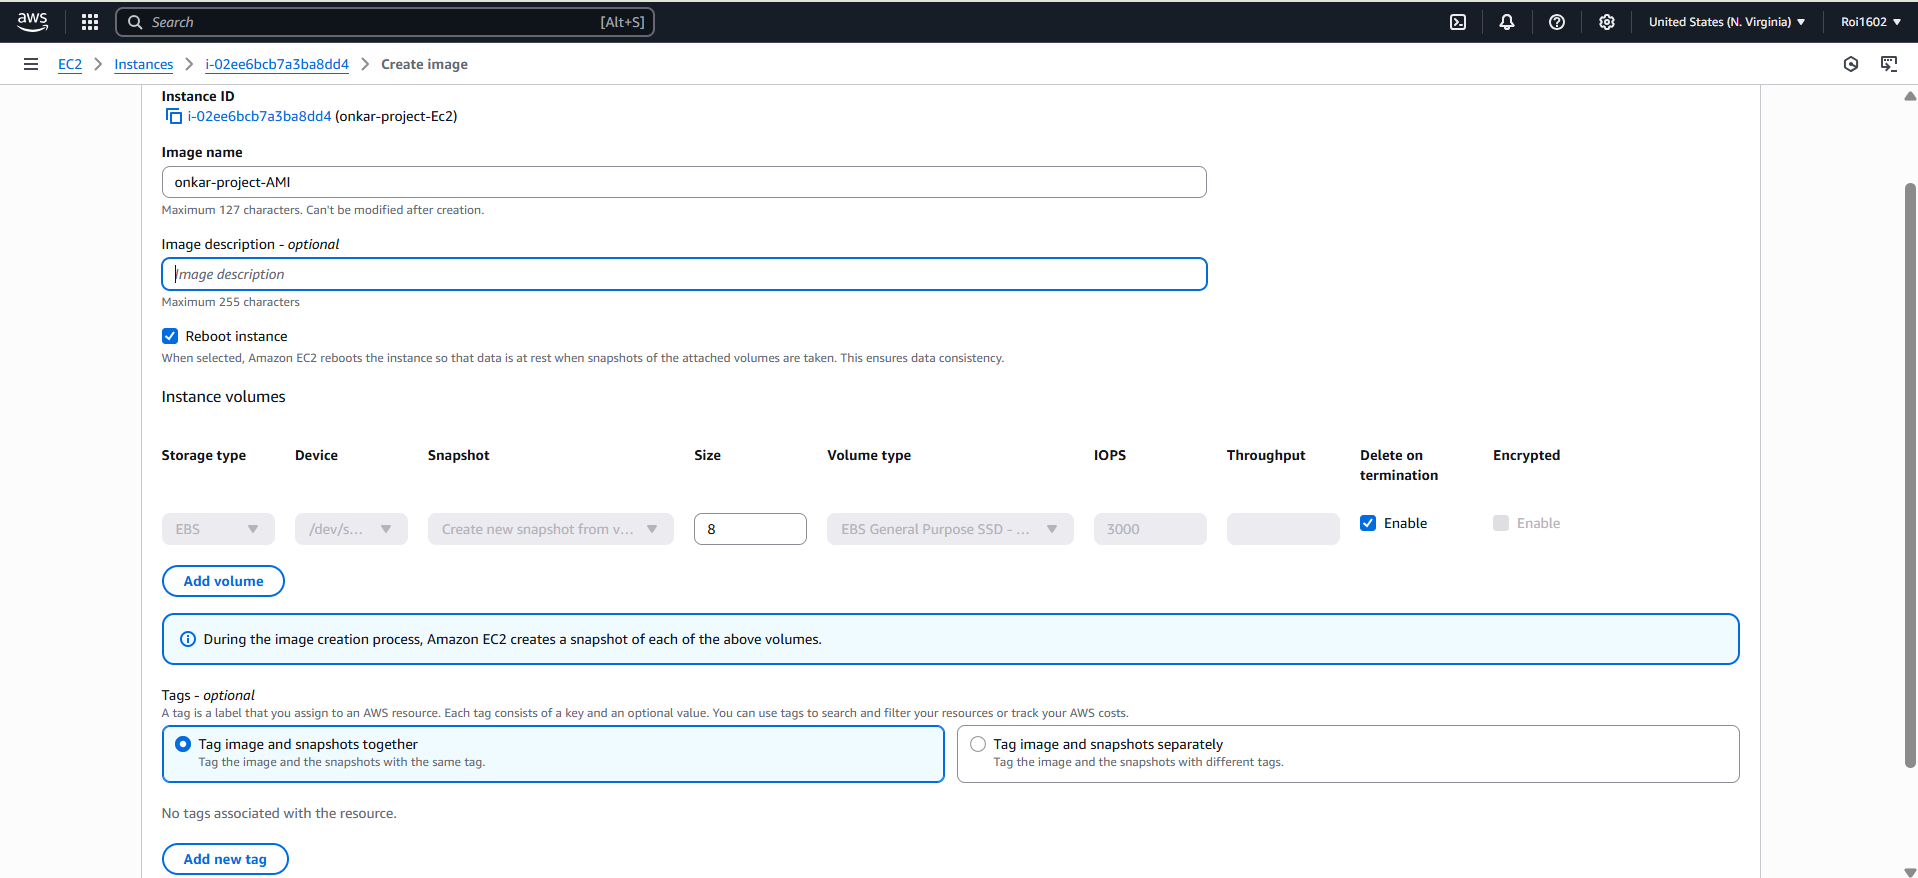 aws
Search [Alt+S]
United States (N. Virginia) Roi1602
EC2 Instances i-02ee6bcb7a3ba8dd4 Create image
Instance ID
i-02ee6bcb7a3ba8dd4 (onkar-project-Ec2)
Image name
onkar-project-AMI
Maximum 127 characters. Can't be modified after creation.
Image description - optional
Image description
Maximum 255 characters
Reboot instance
When selected, Amazon EC2 reboots the instance so that data is at rest when snapshots of the attached volumes are taken. This ensures data consistency.
Instance volumes
Storage type Device Snapshot Size Volume type IOPS Throughput Delete on termination Encrypted
EBS /dev/s... Create new snapshot from v... 8 EBS General Purpose SSD - ... 3000 Enable Enable
Add volume
During the image creation process, Amazon EC2 creates a snapshot of each of the above volumes.
Tags - optional
A tag is a label that you assign to an AWS resource. Each tag consists of a key and an optional value. You can use tags to search and filter your resources or track your AWS costs.
Tag image and snapshots together Tag image and snapshots separately
Tag the image and the snapshots with the same tag. Tag the image and the snapshots with different tags.
No tags associated with the resource.
Add new tag